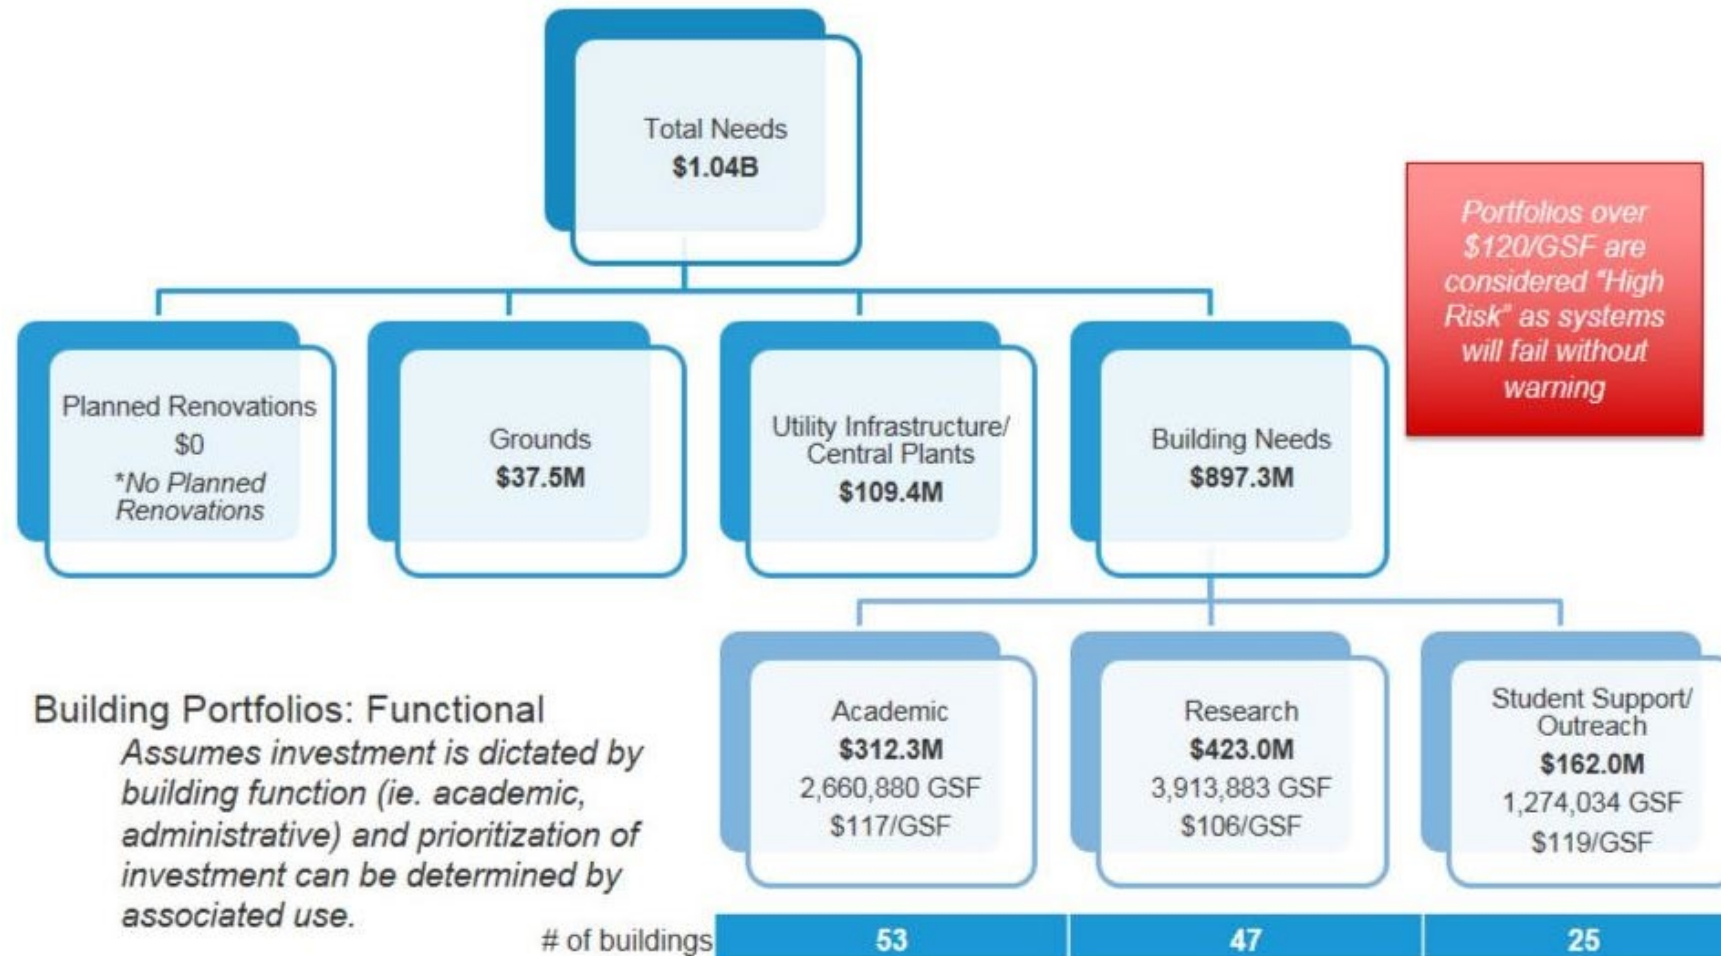 Total Needs
$1.04B
Portfolios over
$120/GSF are
considered "High
Risk" as systems
will fail without
warning
Planned Renovations
$0
*No Planned
Renovations
Grounds
$37.5M
Utility Infrastructure/
Central Plants
$109.4M
Building Needs
$897.3M
Building Portfolios: Functional
Assumes investment is dictated by
building function (ie. academic,
administrative) and prioritization of
investment can be determined by
associated use.
Academic
$312.3M
2,660,880 GSF
$117/GSF
Research
$423.0M
3,913,883 GSF
$106/GSF
Student Support/
Outreach
$162.0M
1,274,034 GSF
$119/GSF
# of buildings 53 47 25